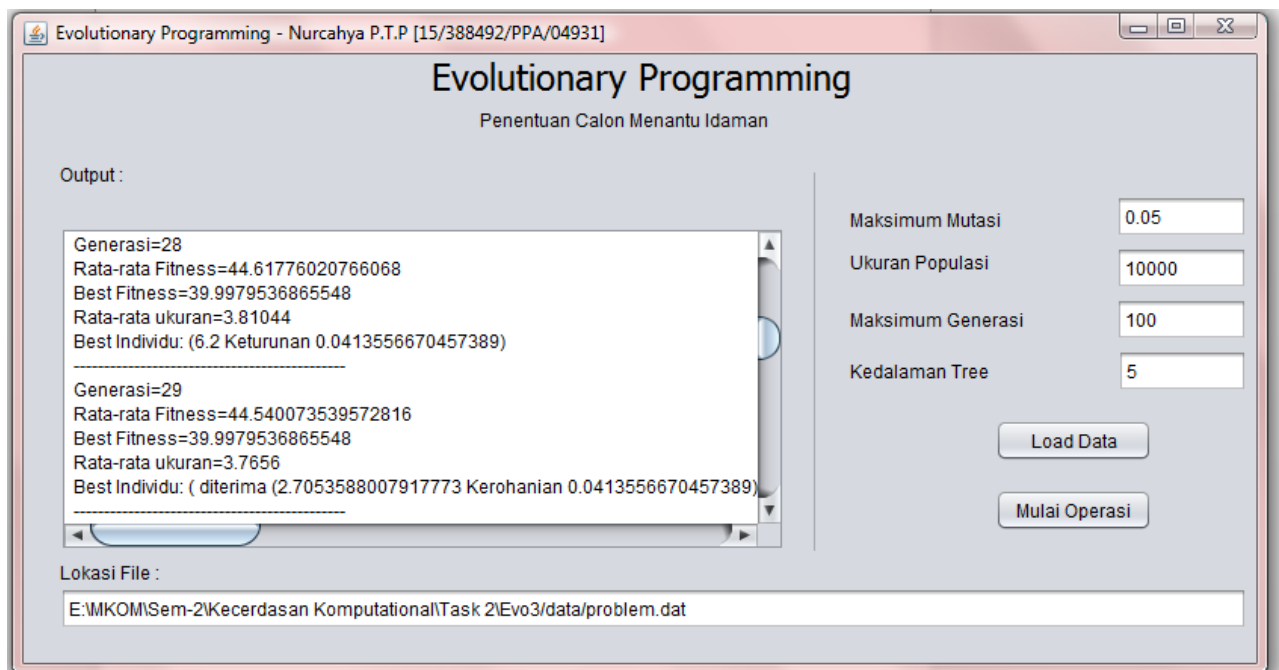 Evolutionary Programming - Nurcahya P.T.P [15/388492/PPA/04931]
Evolutionary Programming
Penentuan Calon Menantu Idaman
Output :
Generasi=28
Rata-rata Fitness=44.61776020766068
Best Fitness=39.9979536865548
Rata-rata ukuran=3.81044
Best Individu: (6.2 Keturunan 0.0413556670457389)
---------------------------------------------
Generasi=29
Rata-rata Fitness=44.540073539572816
Best Fitness=39.9979536865548
Rata-rata ukuran=3.7656
Best Individu: ( diterima (2.7053588007917773 Kerohanian 0.0413556670457389)
---------------------------------------------
Maksimum Mutasi 0.05
Ukuran Populasi 10000
Maksimum Generasi 100
Kedalaman Tree 5
Load Data
Mulai Operasi
Lokasi File :
E:\MKOM\Sem-2\Kecerdasan Komputational\Task 2\Evo3/data/problem.dat